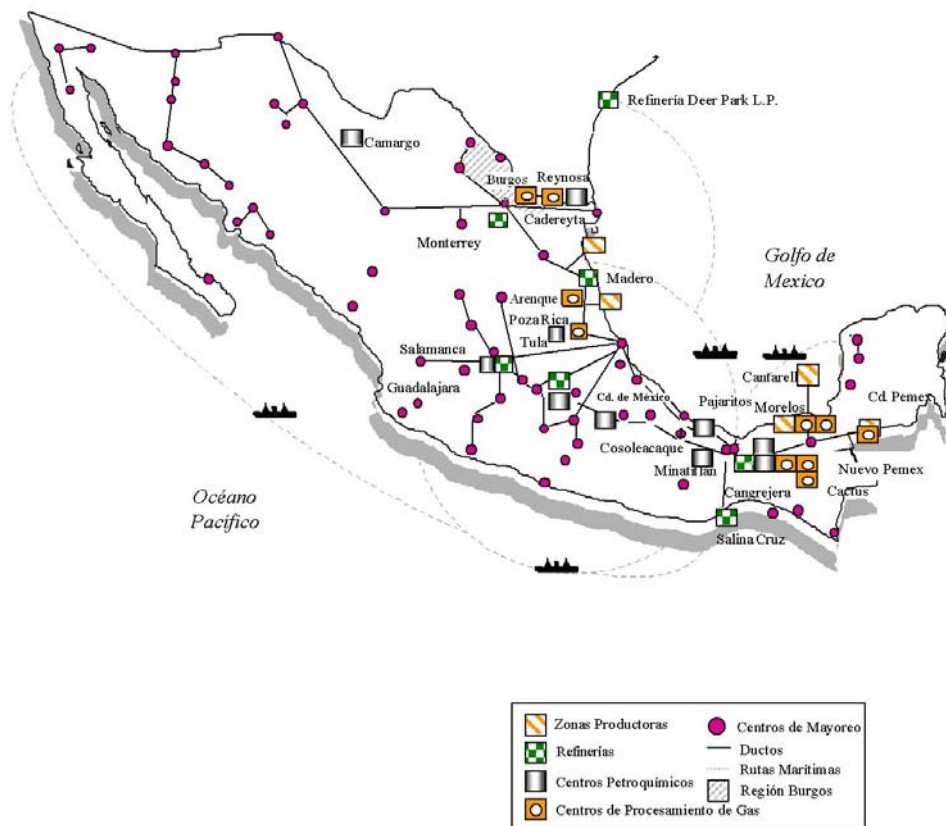 Refinería Deer Park L.P.
Camargo
Burgos
Reynosa
Cadereyta
Monterrey
Golfo de
Mexico
Madero
Arenque
Poza Rica
Tula
Salamanca
Cantarell
Guadalajara
Cd. de México
Pajaritos
Cd. Pemex
Morelos
Cosoleacaque
Minatitlan
Nuevo Pemex
Cangrejera
Cactus
Océano
Pacífico
Salina Cruz
Zonas Productoras
Refinerías
Centros Petroquímicos
Centros de Procesamiento de Gas
Centros de Mayoreo
Ductos
Rutas Marítimas
Región Burgos